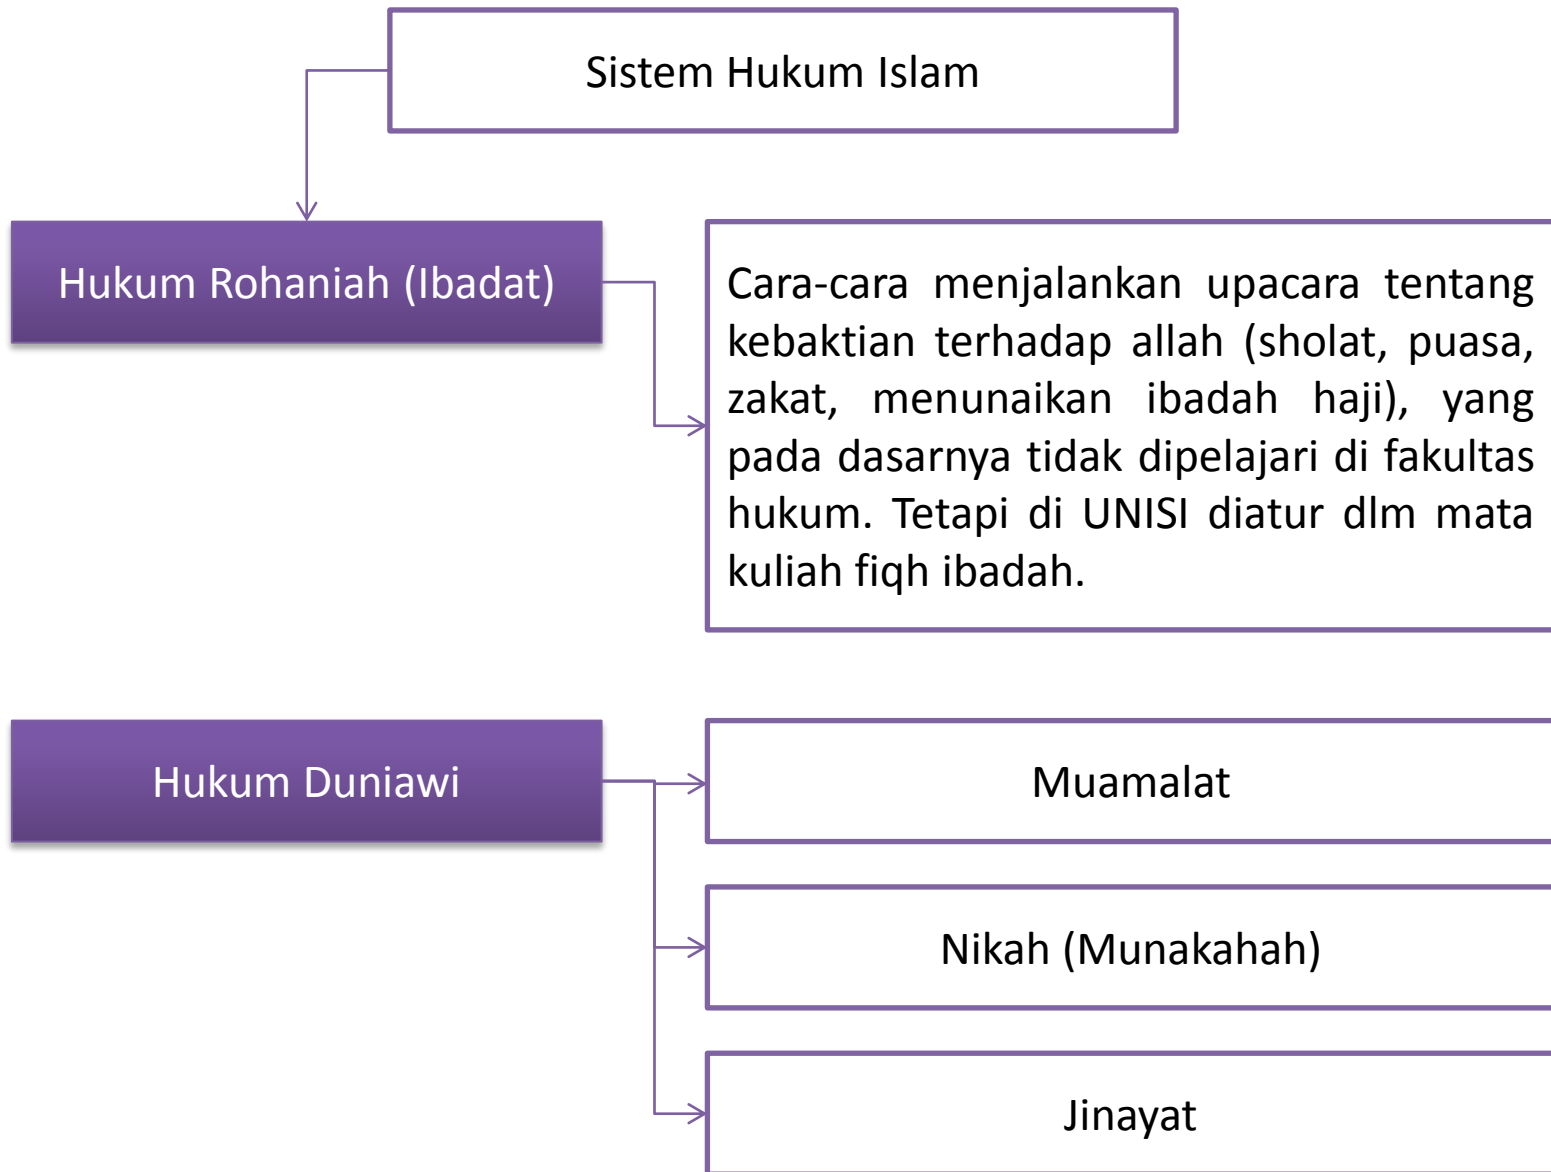 Sistem Hukum Islam
Hukum Rohaniah (Ibadat)
Cara-cara menjalankan upacara tentang
kebaktian terhadap allah (sholat, puasa,
zakat, menunaikan ibadah haji), yang
pada dasarnya tidak dipelajari di fakultas
hukum. Tetapi di UNISI diatur dlm mata
kuliah fiqh ibadah.
Hukum Duniawi
Muamalat
Nikah (Munakahah)
Jinayat